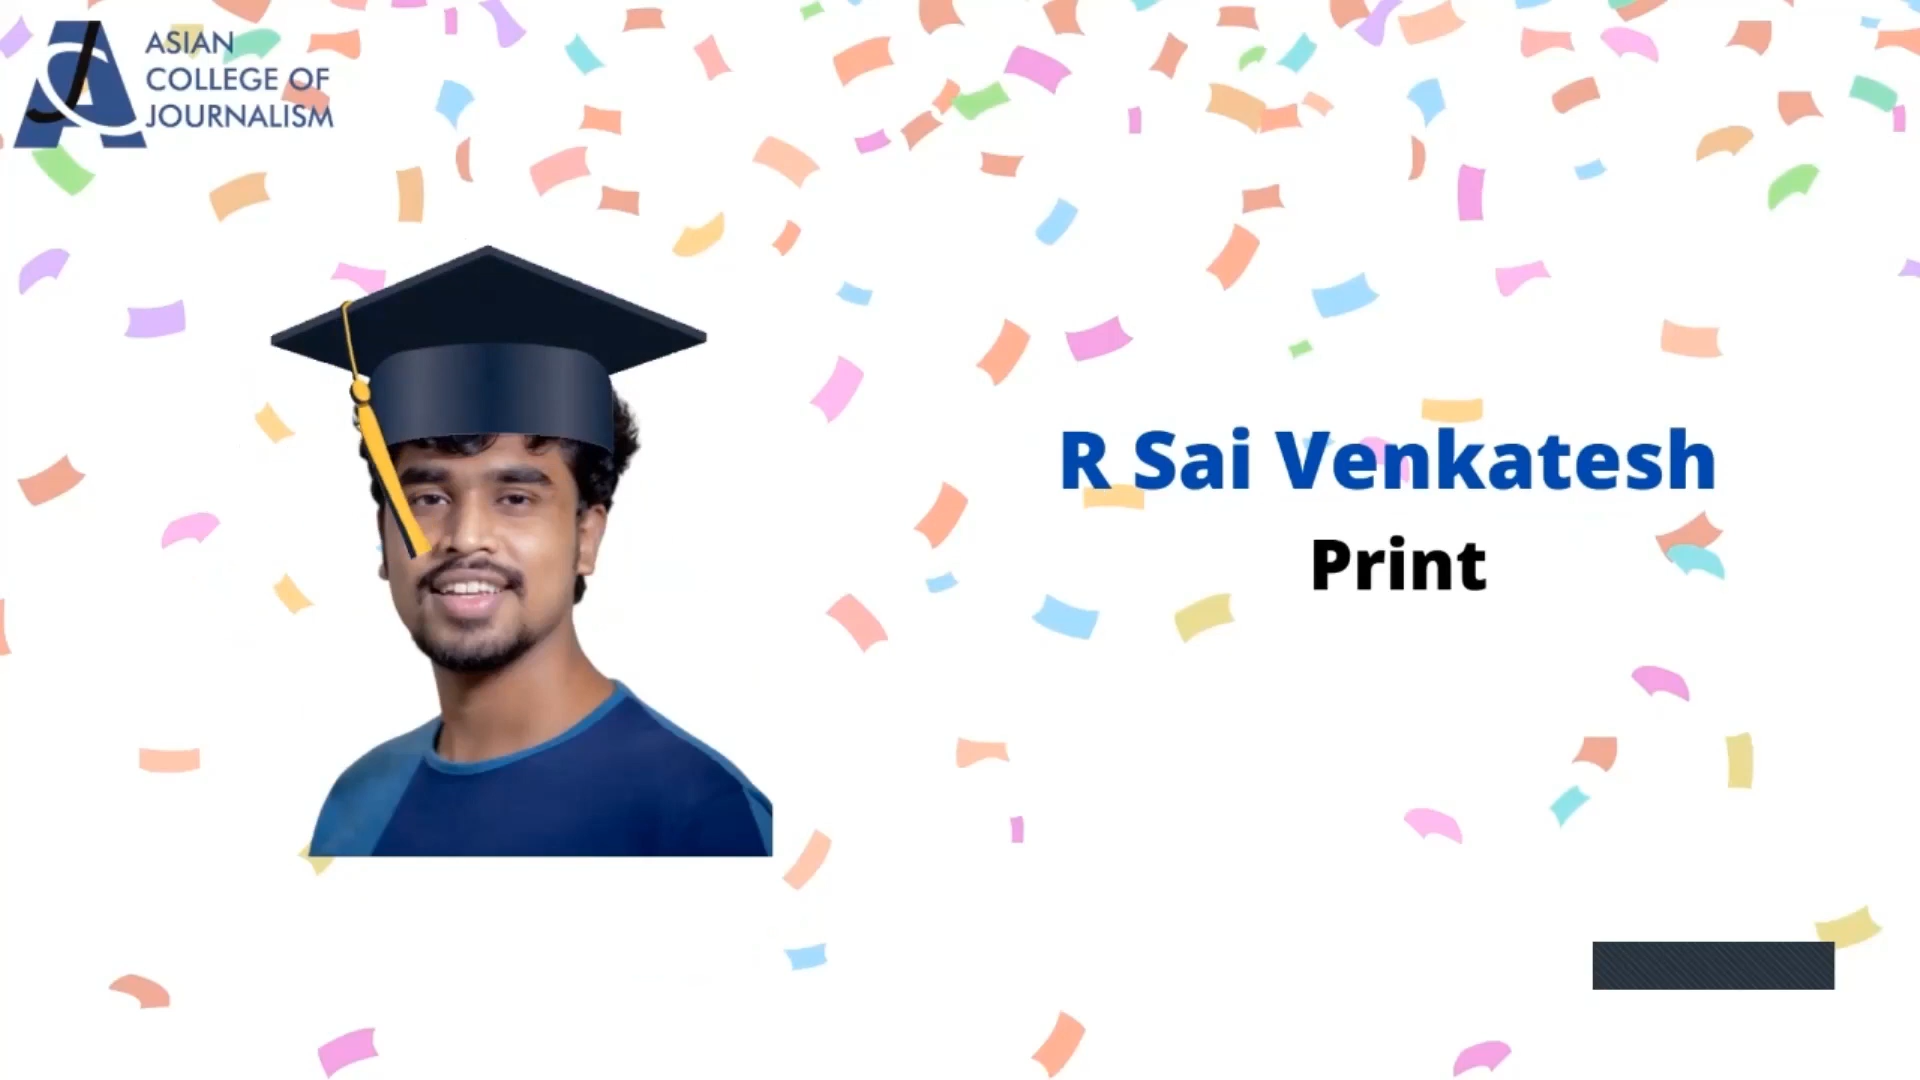 ASIAN
COLLEGE OF
JOURNALISM
R Sai Venkatesh
Print